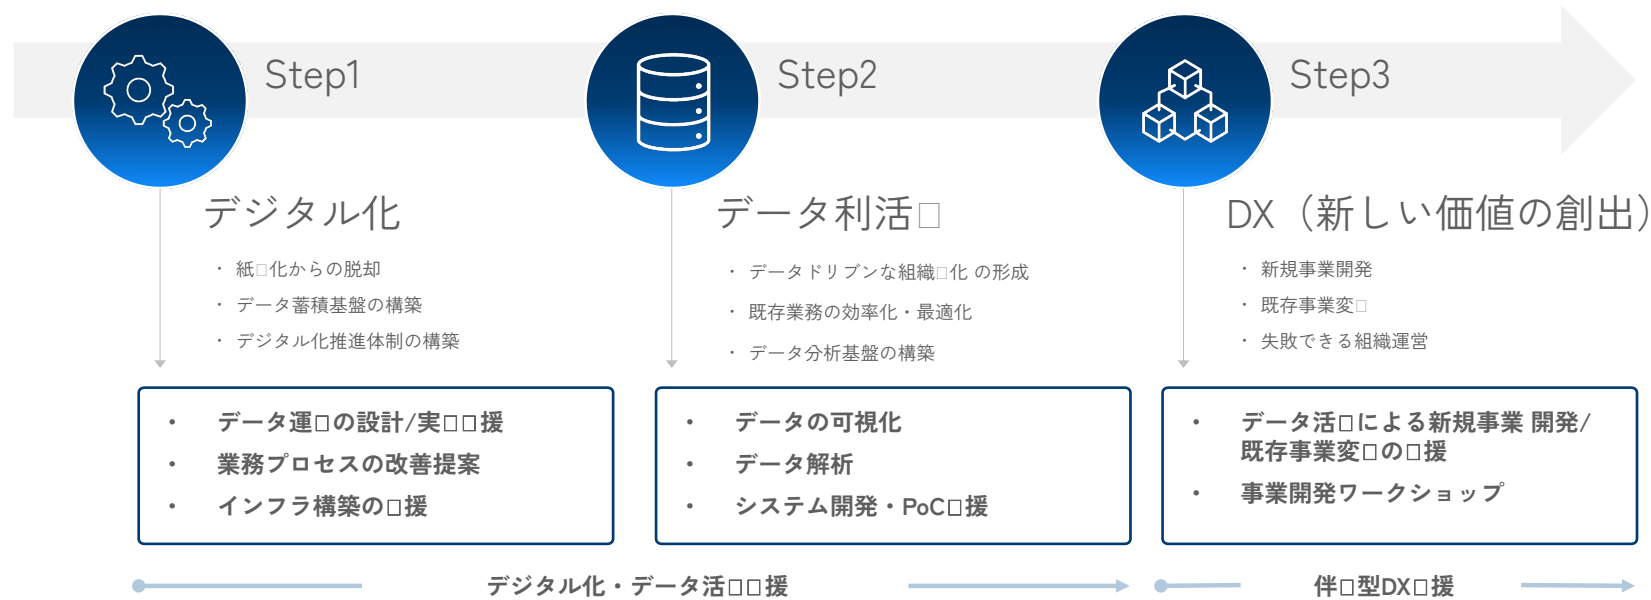 Step1
デジタル化
・ 紙□化からの脱却
・ データ蓄積基盤の構築
・ デジタル化推進体制の構築
• データ運□の設計/実□□援
• 業務プロセスの改善提案
• インフラ構築の□援
Step2
データ利活□
・ データドリブンな組織□化 の形成
・ 既存業務の効率化・最適化
・ データ分析基盤の構築
• データの可視化
• データ解析
• システム開発・PoC□援
Step3
DX（新しい価値の創出）
・ 新規事業開発
・ 既存事業変□
・ 失敗できる組織運営
• データ活□による新規事業 開発/
既存事業変□の□援
• 事業開発ワークショップ
デジタル化・データ活□□援
伴□型DX□援